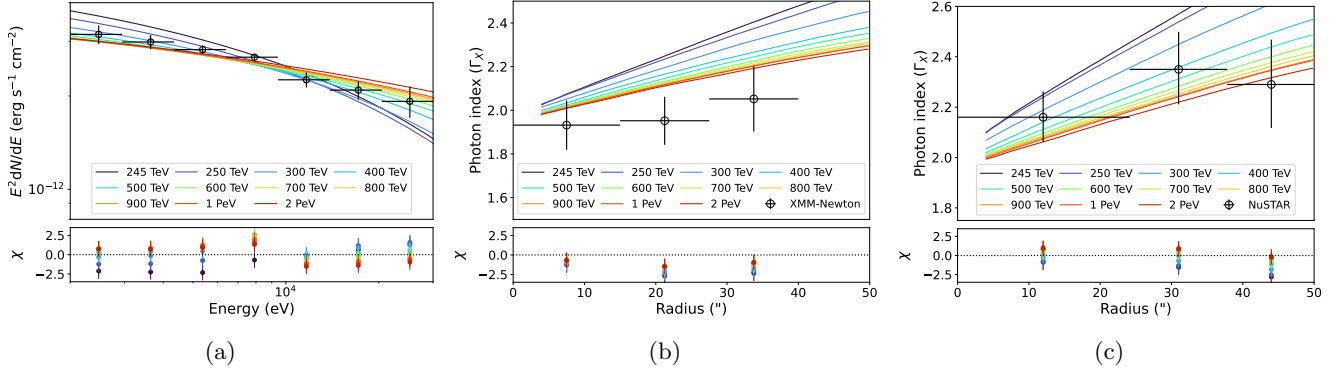 E²dN/dE (erg s⁻¹ cm⁻²)
10⁻¹²
245 TeV 250 TeV 300 TeV 400 TeV
500 TeV 600 TeV 700 TeV 800 TeV
900 TeV 1 PeV 2 PeV
χ
2.5
0.0
−2.5
10⁴
Energy (eV)
(a)
Photon index (Γ_X)
2.4
2.2
2.0
1.8
1.6
245 TeV 250 TeV 300 TeV 400 TeV
500 TeV 600 TeV 700 TeV 800 TeV
900 TeV 1 PeV 2 PeV XMM-Newton
χ
2.5
0.0
−2.5
0 10 20 30 40 50
Radius (")
(b)
Photon index (Γ_X)
2.6
2.4
2.2
2.0
1.8
245 TeV 250 TeV 300 TeV 400 TeV
500 TeV 600 TeV 700 TeV 800 TeV
900 TeV 1 PeV 2 PeV NuSTAR
χ
2.5
0.0
−2.5
0 10 20 30 40 50
Radius (")
(c)